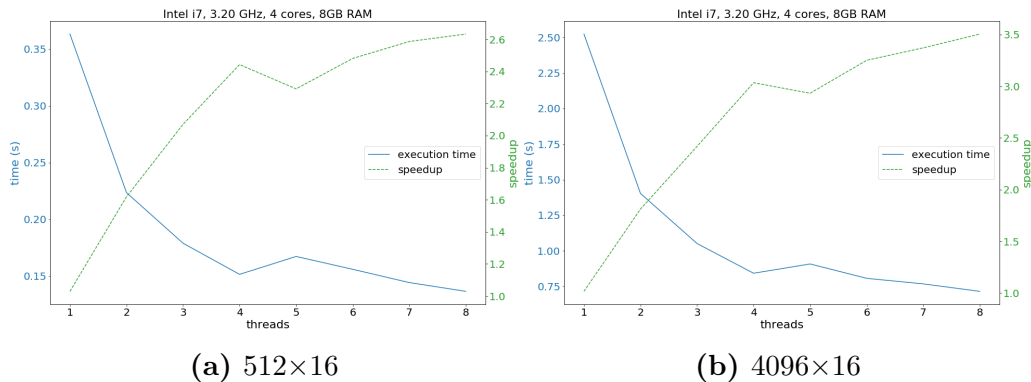 Intel i7, 3.20 GHz, 4 cores, 8GB RAM
0.35
0.30
0.25
0.20
0.15
time (s)
2.6
2.4
2.2
2.0
1.8
1.6
1.4
1.2
1.0
speedup
execution time
speedup
1 2 3 4 5 6 7 8
threads
(a) 512×16
Intel i7, 3.20 GHz, 4 cores, 8GB RAM
2.50
2.25
2.00
1.75
1.50
1.25
1.00
0.75
time (s)
3.5
3.0
2.5
2.0
1.5
1.0
speedup
execution time
speedup
1 2 3 4 5 6 7 8
threads
(b) 4096×16